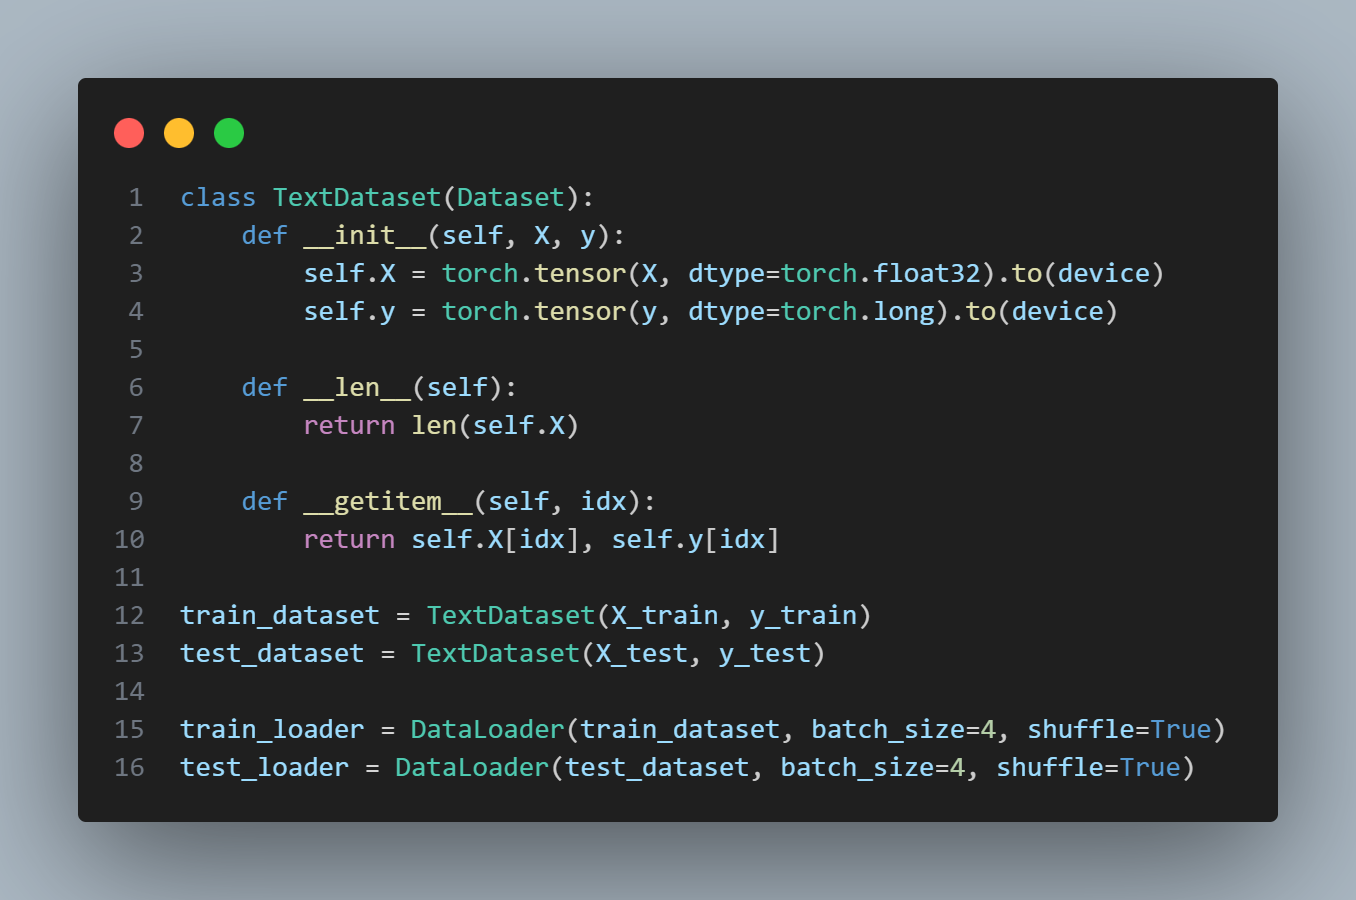 1 class TextDataset(Dataset):
2     def __init__(self, X, y):
3         self.X = torch.tensor(X, dtype=torch.float32).to(device)
4         self.y = torch.tensor(y, dtype=torch.long).to(device)
5
6     def __len__(self):
7         return len(self.X)
8
9     def __getitem__(self, idx):
10         return self.X[idx], self.y[idx]
11
12 train_dataset = TextDataset(X_train, y_train)
13 test_dataset = TextDataset(X_test, y_test)
14
15 train_loader = DataLoader(train_dataset, batch_size=4, shuffle=True)
16 test_loader = DataLoader(test_dataset, batch_size=4, shuffle=True)